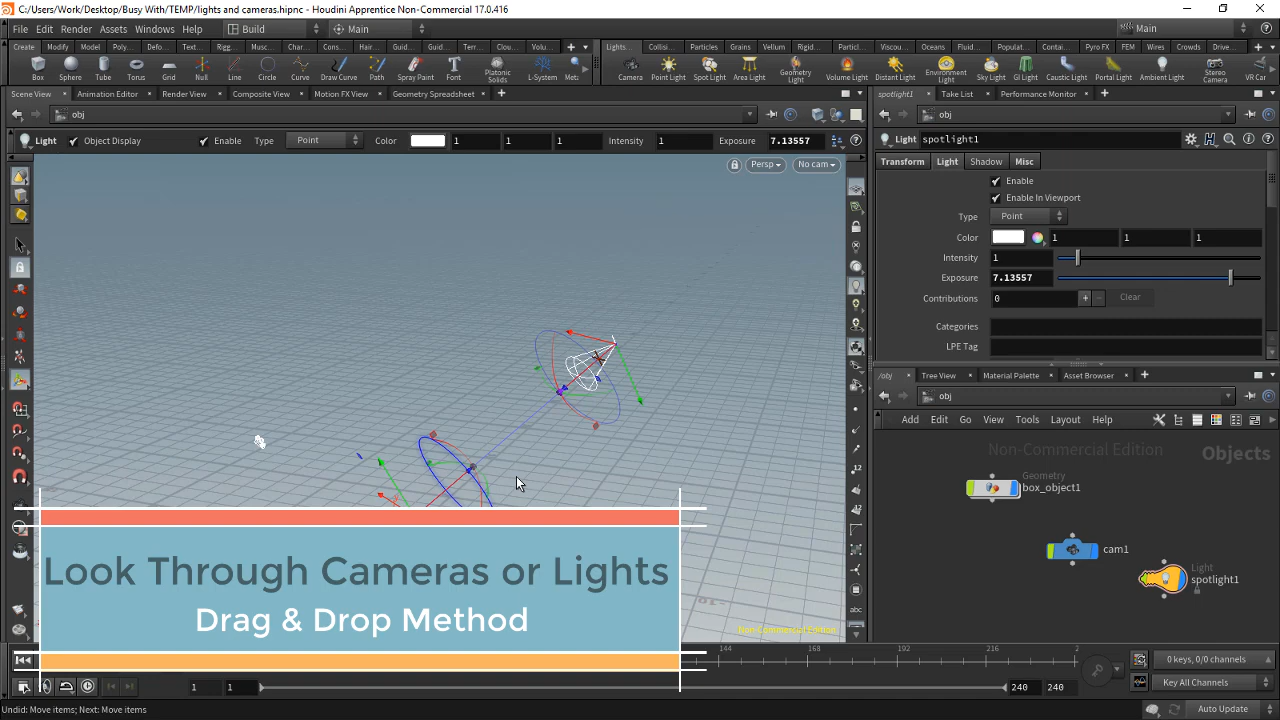 C:/Users/Work/Desktop/Busy With/TEMP/lights and cameras.hipnc - Houdini Apprentice Non-Commercial 17.0.416
File Edit Render Assets Windows Help Build Main Main
Create Modify Model Poly... Defo... Text... Rigg... Musc... Char... Cons... Hair... Guid... Guid... Terr... Clou... Volu... Lights... Collisi... Particles Grains Vellum Rigid... Particl... Viscou... Oceans Fluid... Populat... Contai... Pyro FX FEM Wires Crowds Drive...
Box Sphere Tube Torus Grid Null Line Circle Curve Draw Curve Path Spray Paint Font Platonic Solids L-System Camera Point Light Spot Light Area Light Geometry Light Volume Light Distant Light Environment Light Sky Light GI Light Caustic Light Portal Light Ambient Light Stereo Camera VR Car
Scene View Animation Editor Render View Composite View Motion FX View Geometry Spreadsheet spotlight1 Take List Performance Monitor
obj obj
Light Object Display Enable Type Point Color 1 1 1 Intensity 1 Exposure 7.13557
Light spotlight1
Persp No cam
Transform Light Shadow Misc
Enable
Enable In Viewport
Type Point
Color 1 1 1
Intensity 1
Exposure 7.13557
Contributions 0 Clear
Categories
LPE Tag
/obj Tree View Material Palette Asset Browser
obj
Add Edit Go View Tools Layout Help
Non-Commercial Edition Objects
Geometry
box_object1
cam1
Light
spotlight1
12
12
abc
Look Through Cameras or Lights
Drag & Drop Method
Non-Commercial Edition
144 168 192 216 2
0 keys, 0/0 channels
1 1 240 240 Key All Channels
Undid: Move items; Next: Move items Auto Update